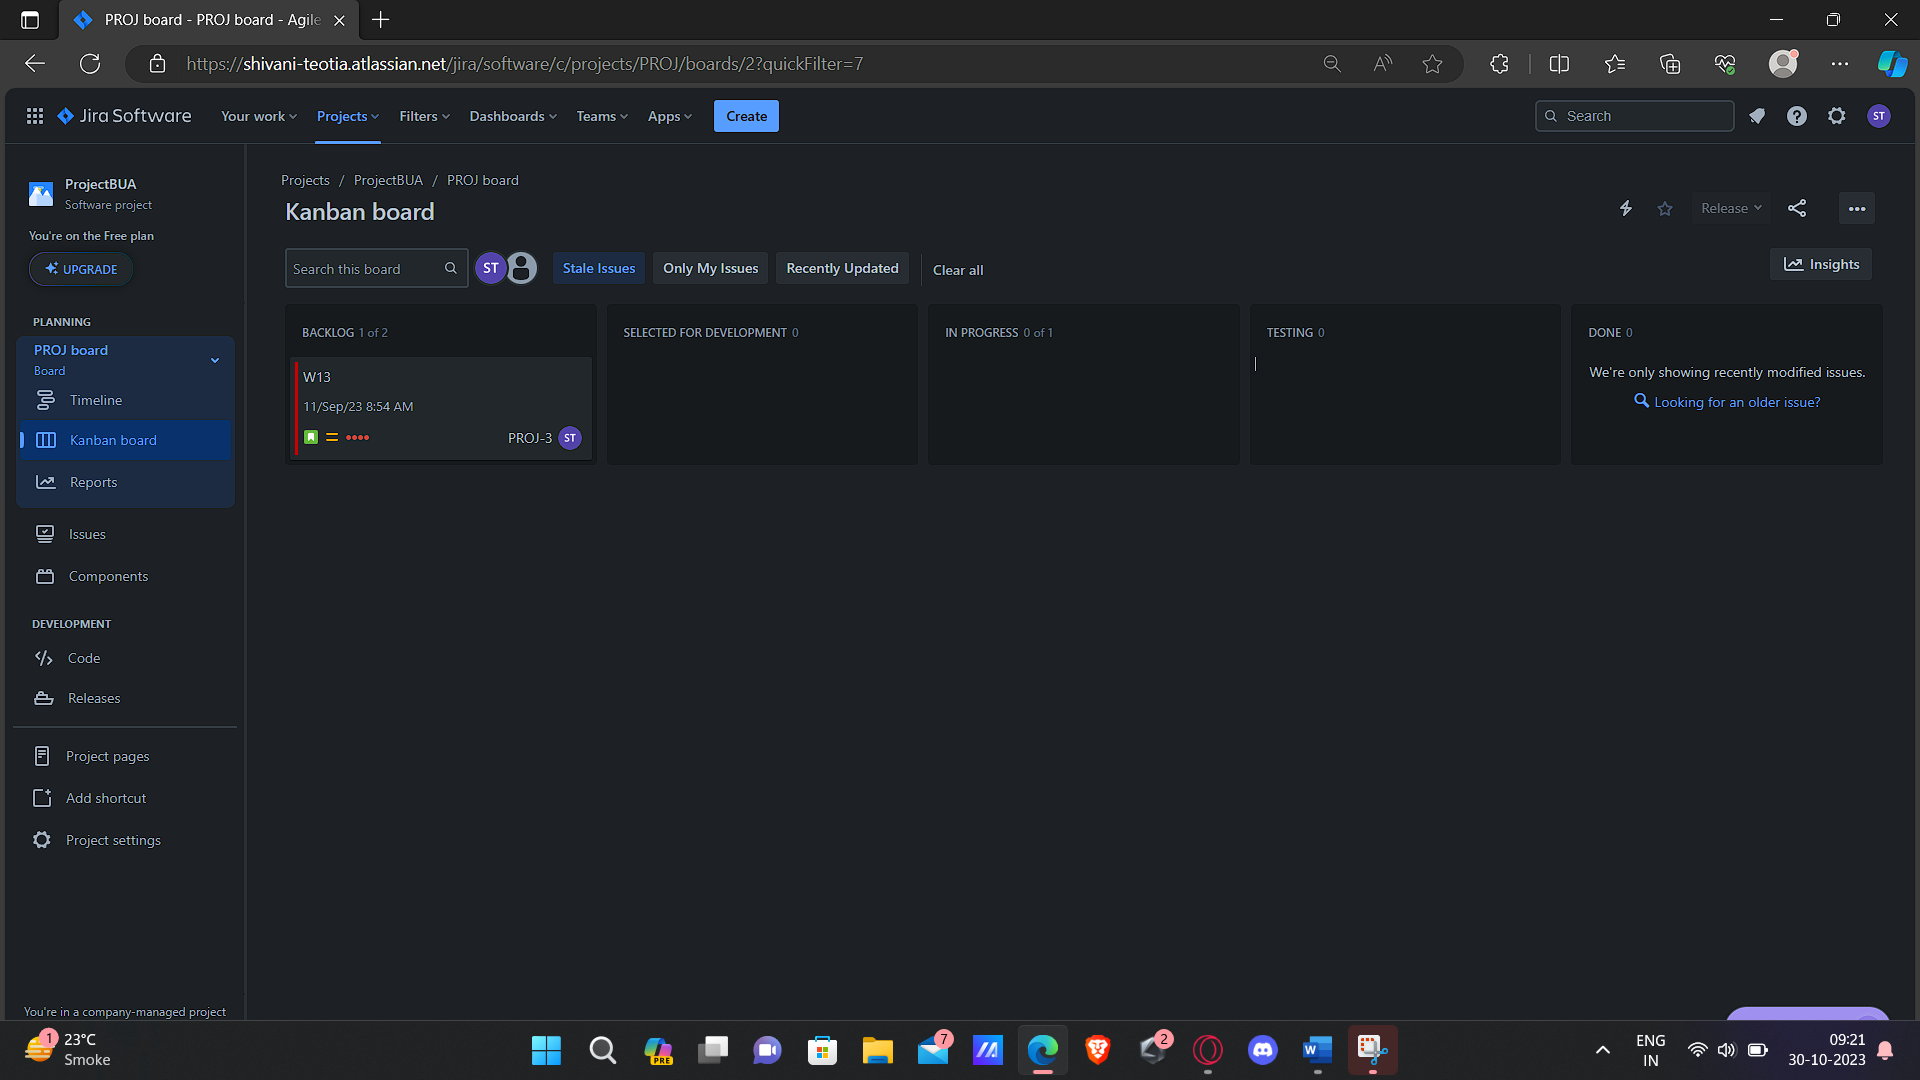 PROJ board - PROJ board - Agile
https://shivani-teotia.atlassian.net/jira/software/c/projects/PROJ/boards/2?quickFilter=7
Jira Software Your work Projects Filters Dashboards Teams Apps Create Search ST
ProjectBUA
Software project
You're on the Free plan
UPGRADE
PLANNING
PROJ board
Board
Timeline
Kanban board
Reports
Issues
Components
DEVELOPMENT
Code
Releases
Project pages
Add shortcut
Project settings
You're in a company-managed project
Projects / ProjectBUA / PROJ board
Kanban board
Release
Search this board ST Stale Issues Only My Issues Recently Updated Clear all Insights
BACKLOG 1 of 2
W13
11/Sep/23 8:54 AM
PROJ-3 ST
SELECTED FOR DEVELOPMENT 0
IN PROGRESS 0 of 1
TESTING 0
DONE 0
We're only showing recently modified issues.
Looking for an older issue?
1
23°C
Smoke
PRE
7
2
W
ENG
IN
09:21
30-10-2023